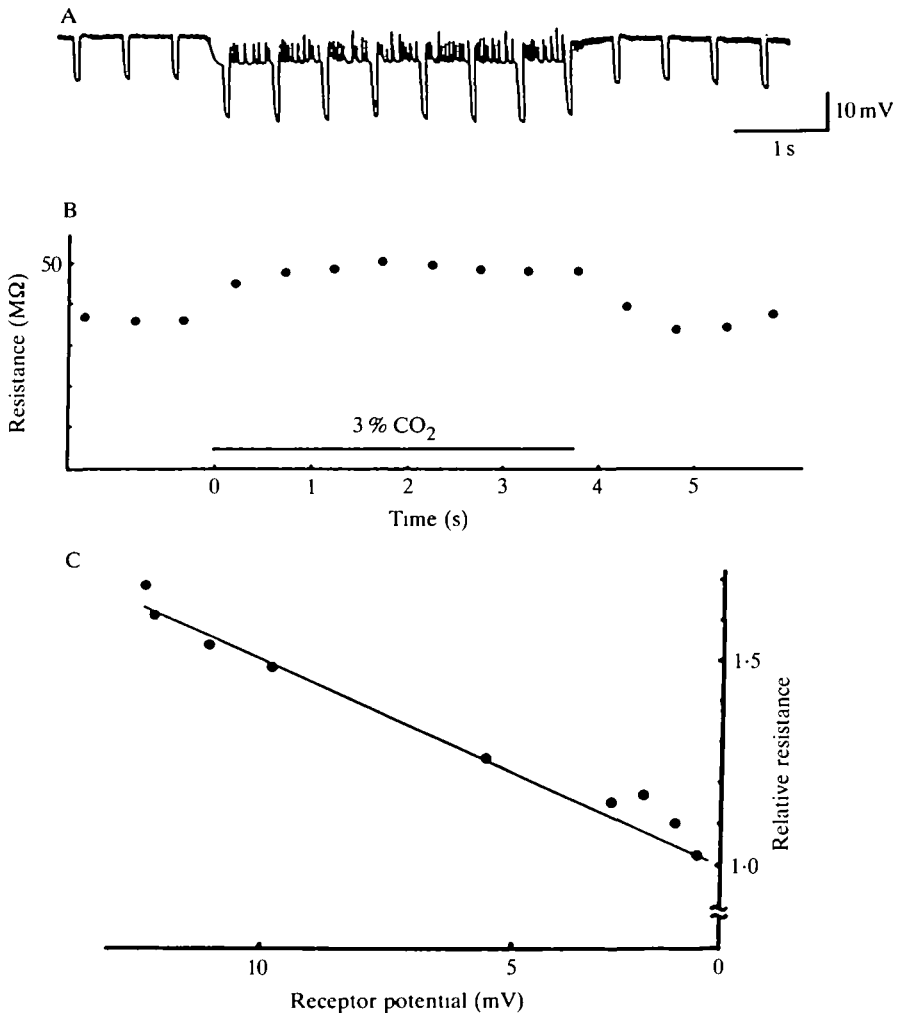 A
10 mV
1 s
B
50
Resistance (MΩ)
3 % CO2
0 1 2 3 4 5
Time (s)
C
1·5
1·0
Relative resistance
10 5 0
Receptor potential (mV)